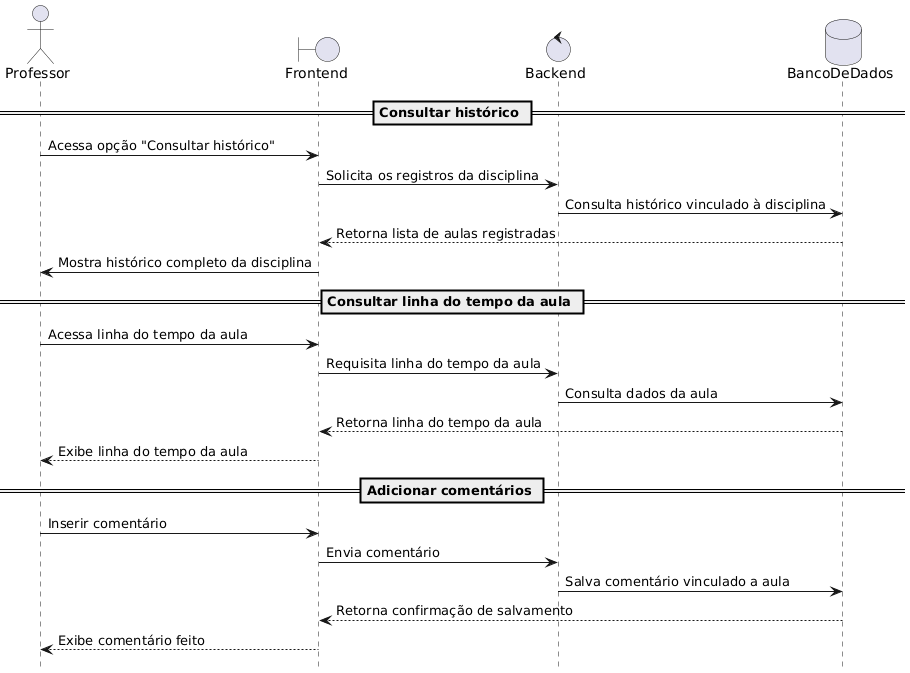 Professor
Frontend
Backend
BancoDeDados
Consultar histórico
Acessa opção "Consultar histórico"
Solicita os registros da disciplina
Consulta histórico vinculado à disciplina
Retorna lista de aulas registradas
Mostra histórico completo da disciplina
Consultar linha do tempo da aula
Acessa linha do tempo da aula
Requisita linha do tempo da aula
Consulta dados da aula
Retorna linha do tempo da aula
Exibe linha do tempo da aula
Adicionar comentários
Inserir comentário
Envia comentário
Salva comentário vinculado a aula
Retorna confirmação de salvamento
Exibe comentário feito